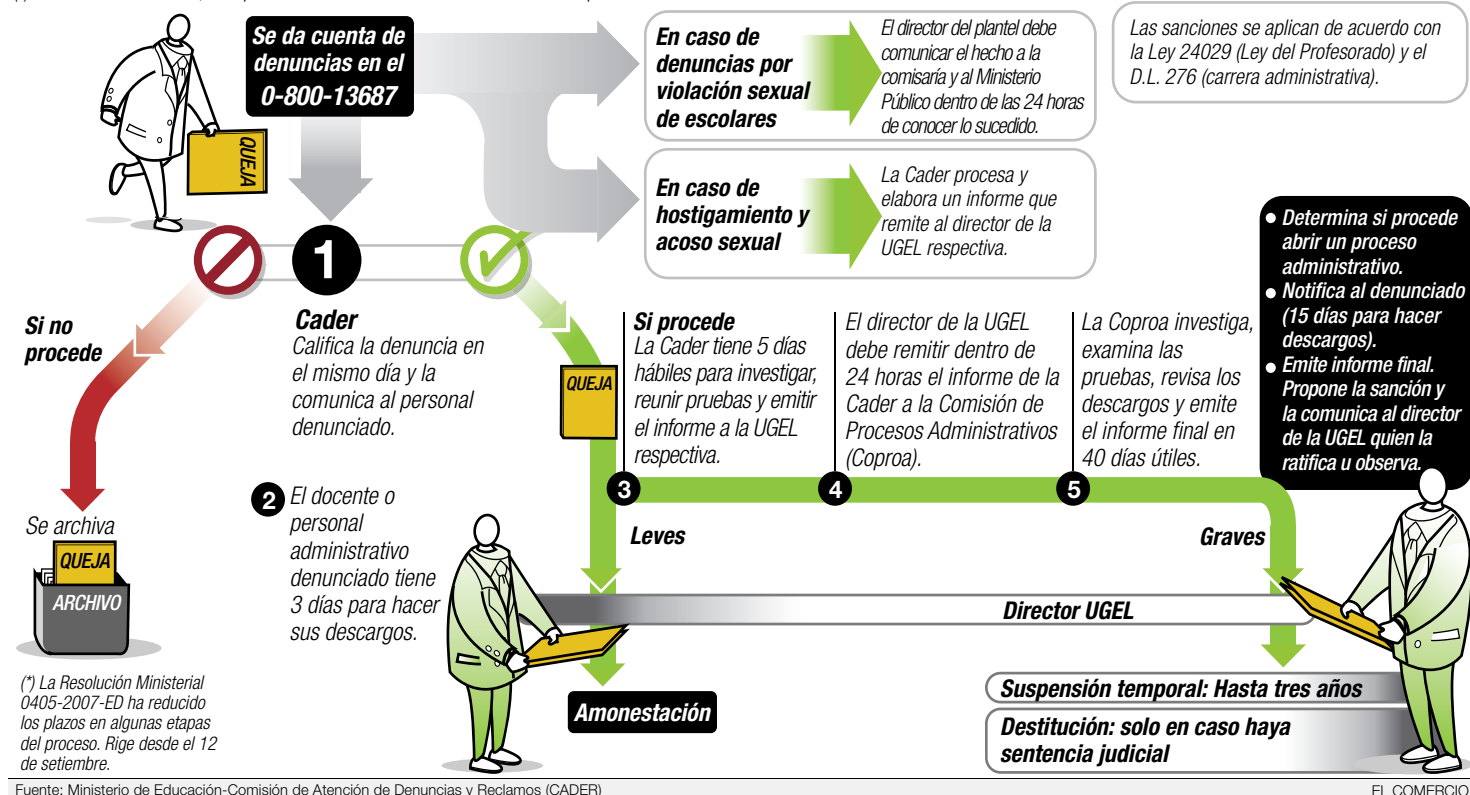 Se da cuenta de
denuncias en el
0-800-13687
En caso de
denuncias por
violación sexual
de escolares
El director del plantel debe
comunicar el hecho a la
comisaría y al Ministerio
Público dentro de las 24 horas
de conocer lo sucedido.
Las sanciones se aplican de acuerdo con
la Ley 24029 (Ley del Profesorado) y el
D.L. 276 (carrera administrativa).
QUEJA
En caso de
hostigamiento y
acoso sexual
La Cader procesa y
elabora un informe que
remite al director de la
UGEL respectiva.
1
Cader
Califica la denuncia en
el mismo día y la
comunica al personal
denunciado.
Si no
procede
Se archiva
QUEJA
ARCHIVO
2
El docente o
personal
administrativo
denunciado tiene
3 días para hacer
sus descargos.
QUEJA
Si procede
La Cader tiene 5 días
hábiles para investigar,
reunir pruebas y emitir
el informe a la UGEL
respectiva.
3
El director de la UGEL
debe remitir dentro de
24 horas el informe de la
Cader a la Comisión de
Procesos Administrativos
(Coproa).
4
La Coproa investiga,
examina las
pruebas, revisa los
descargos y emite
el informe final en
40 días útiles.
5
● Determina si procede
abrir un proceso
administrativo.
● Notifica al denunciado
(15 días para hacer
descargos).
● Emite informe final.
Propone la sanción y
la comunica al director
de la UGEL quien la
ratifica u observa.
Leves
Graves
Director UGEL
Amonestación
Suspensión temporal: Hasta tres años
Destitución: solo en caso haya
sentencia judicial
(*) La Resolución Ministerial
0405-2007-ED ha reducido
los plazos en algunas etapas
del proceso. Rige desde el 12
de setiembre.
Fuente: Ministerio de Educación-Comisión de Atención de Denuncias y Reclamos (CADER)
EL COMERCIO